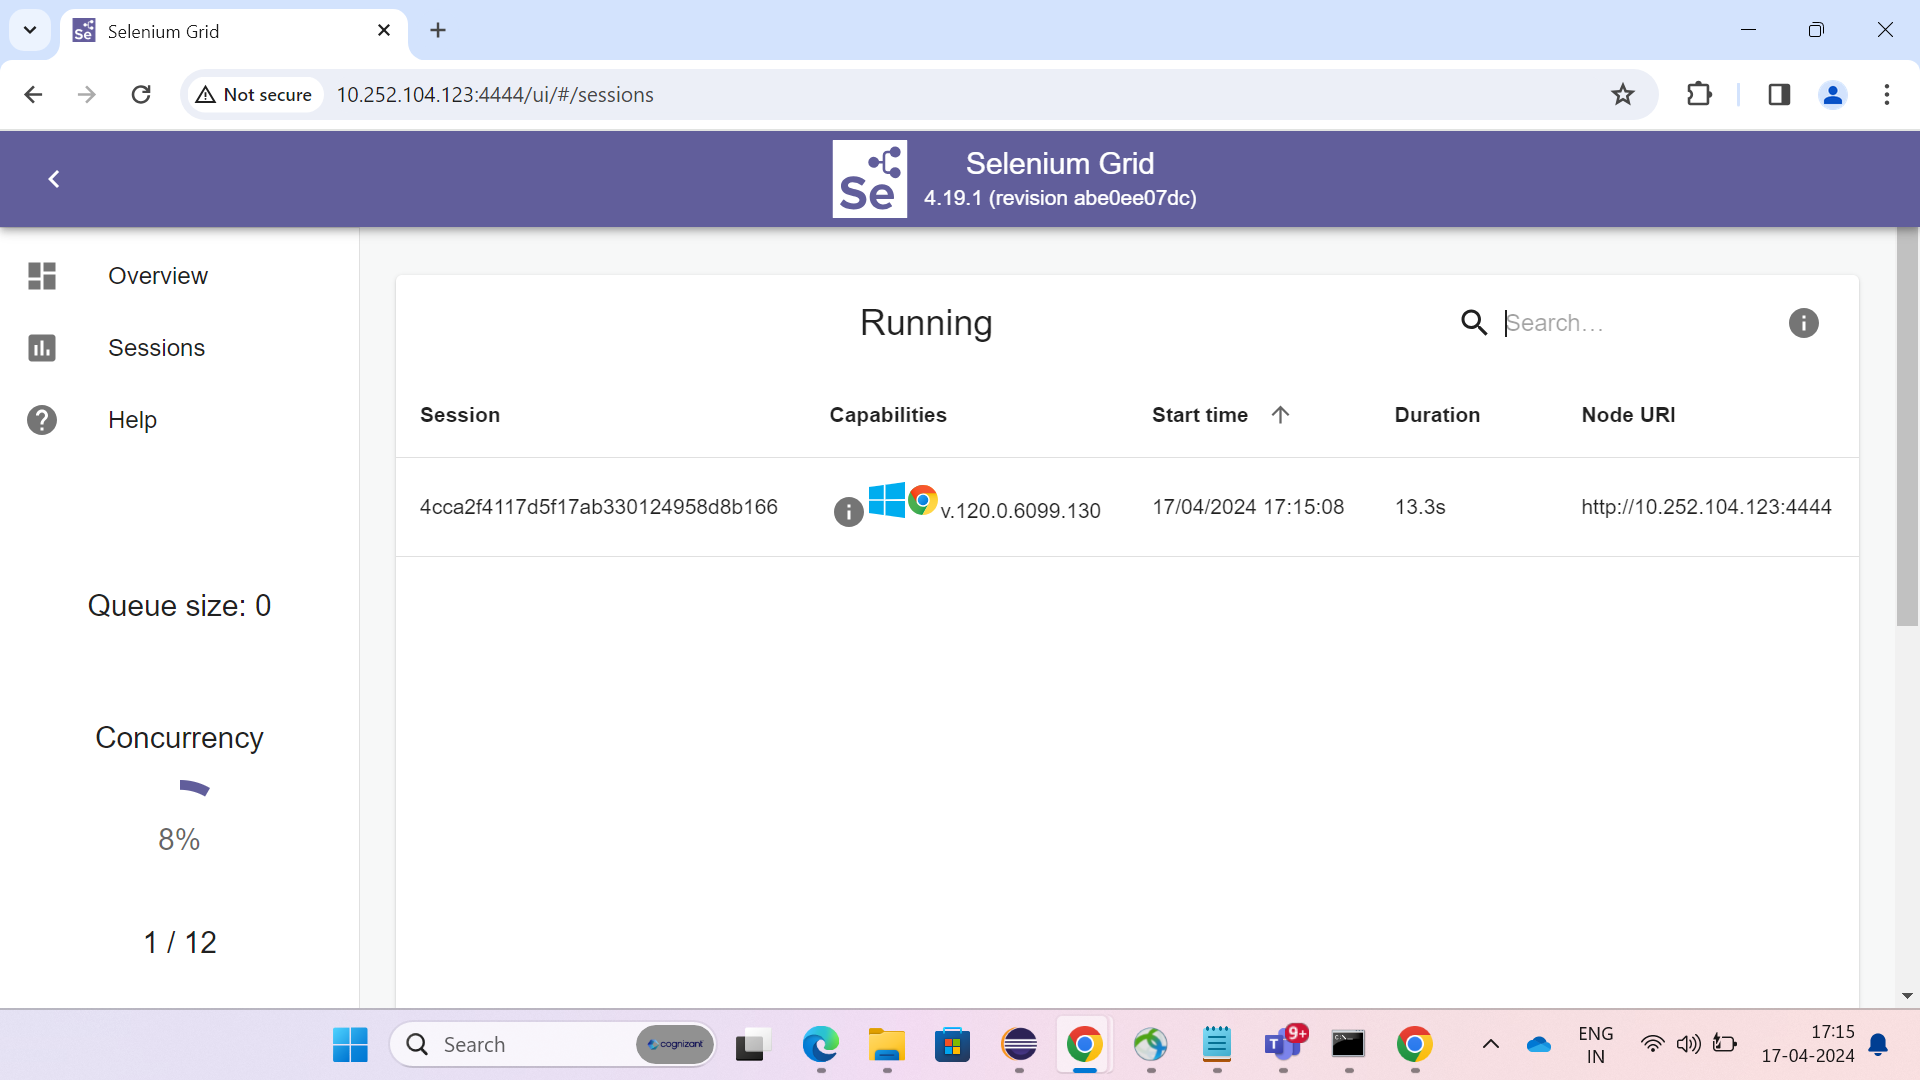 Se Selenium Grid
Not secure 10.252.104.123:4444/ui/#/sessions
Se
Selenium Grid
4.19.1 (revision abe0ee07dc)
Overview
Sessions
Help
Queue size: 0
Concurrency
8%
1 / 12
Running
Search…
Session Capabilities Start time Duration Node URI
4cca2f4117d5f17ab330124958d8b166 v.120.0.6099.130 17/04/2024 17:15:08 13.3s http://10.252.104.123:4444
Search cognizant
T 9+
ENG
IN
17:15
17-04-2024